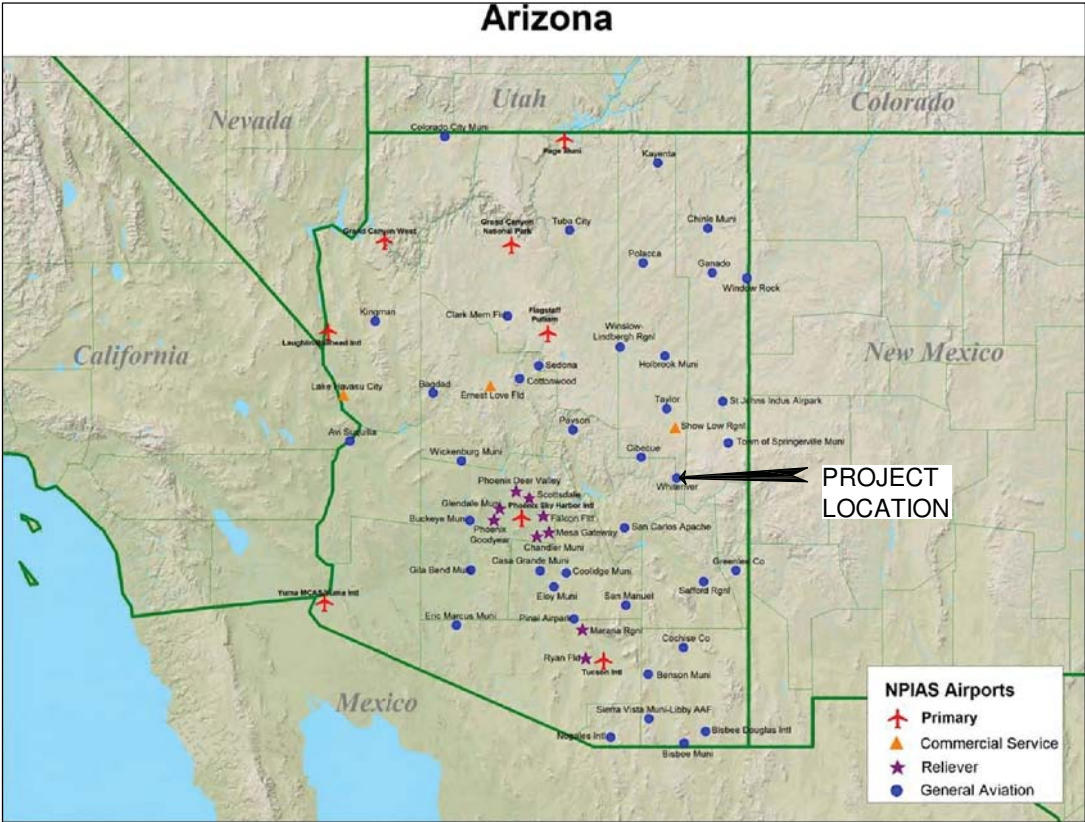 Arizona
Nevada
Utah
Colorado
Colorado City Muni
Page Muni
Kayenta
Grand Canyon West
Grand Canyon
National Park
Tuba City
Chinle Muni
Polacca
Ganado
Window Rock
Kingman
Clark Mem Fld
Flagstaff
Pulliam
Winslow-
Lindbergh Rgnl
Holbrook Muni
Laughlin/Bullhead Intl
California
New Mexico
Sedona
Cottonwood
Lake Havasu City
Bagdad
Ernest Love Fld
Taylor
St Johns Indus Airpark
Show Low Rgnl
Avi Suquilla
Payson
Cibecue
Town of Springerville Muni
Wickenburg Muni
Whiteriver
PROJECT
LOCATION
Phoenix Deer Valley
Scottsdale
Glendale Muni
Phoenix Sky Harbor Intl
Buckeye Muni
Falcon Fld
Phoenix
Goodyear
Mesa Gateway
San Carlos Apache
Chandler Muni
Casa Grande Muni
Gila Bend Muni
Coolidge Muni
Greenlee Co
Safford Rgnl
Eloy Muni
San Manuel
Yuma MCAS/Yuma Intl
Eric Marcus Muni
Pinal Airpark
Marana Rgnl
Cochise Co
Ryan Fld
Tucson Intl
Benson Muni
Mexico
Sierra Vista Muni-Libby AAF
Nogales Intl
Bisbee Douglas Intl
Bisbee Muni
NPIAS Airports
Primary
Commercial Service
Reliever
General Aviation